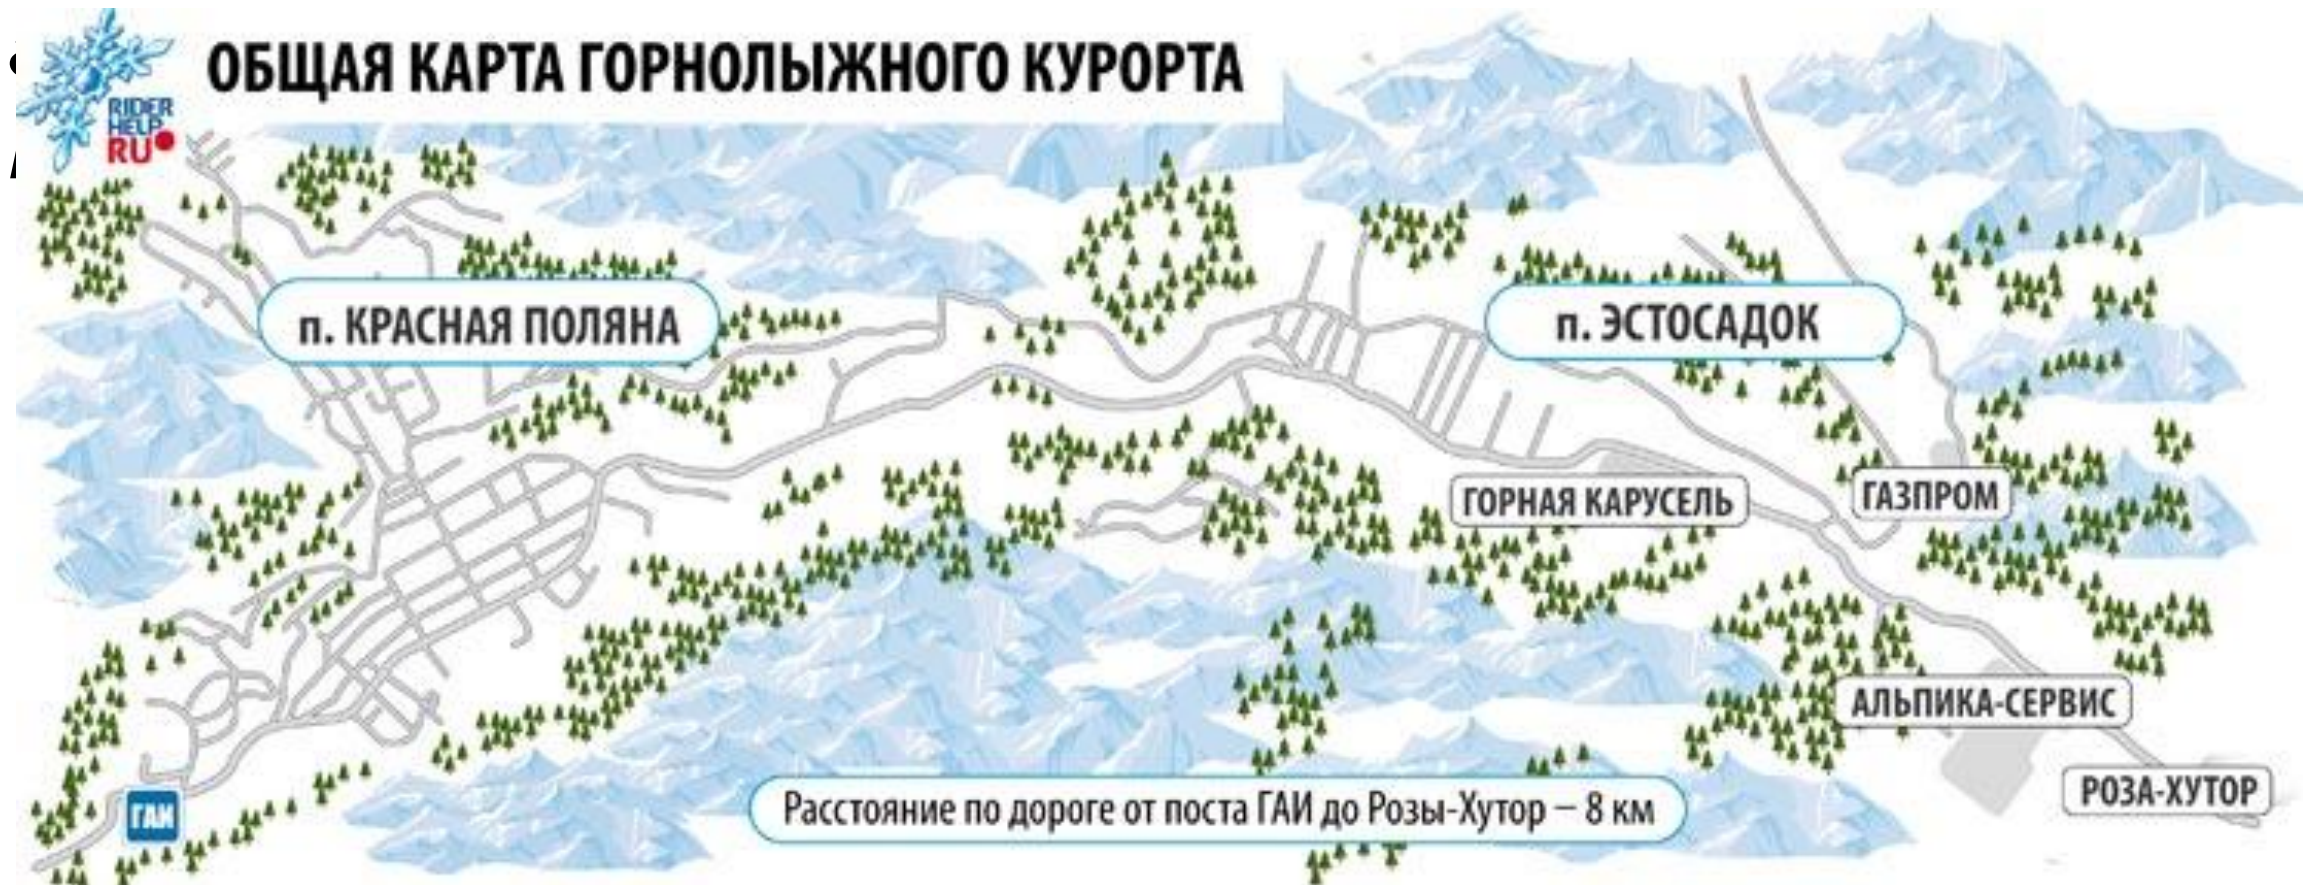 ОБЩАЯ КАРТА ГОРНОЛЫЖНОГО КУРОРТА
RIDER
HELP
RU
п. КРАСНАЯ ПОЛЯНА
п. ЭСТОСАДОК
ГОРНАЯ КАРУСЕЛЬ
ГАЗПРОМ
АЛЬПИКА-СЕРВИС
РОЗА-ХУТОР
ГАИ
Расстояние по дороге от поста ГАИ до Розы-Хутор – 8 км